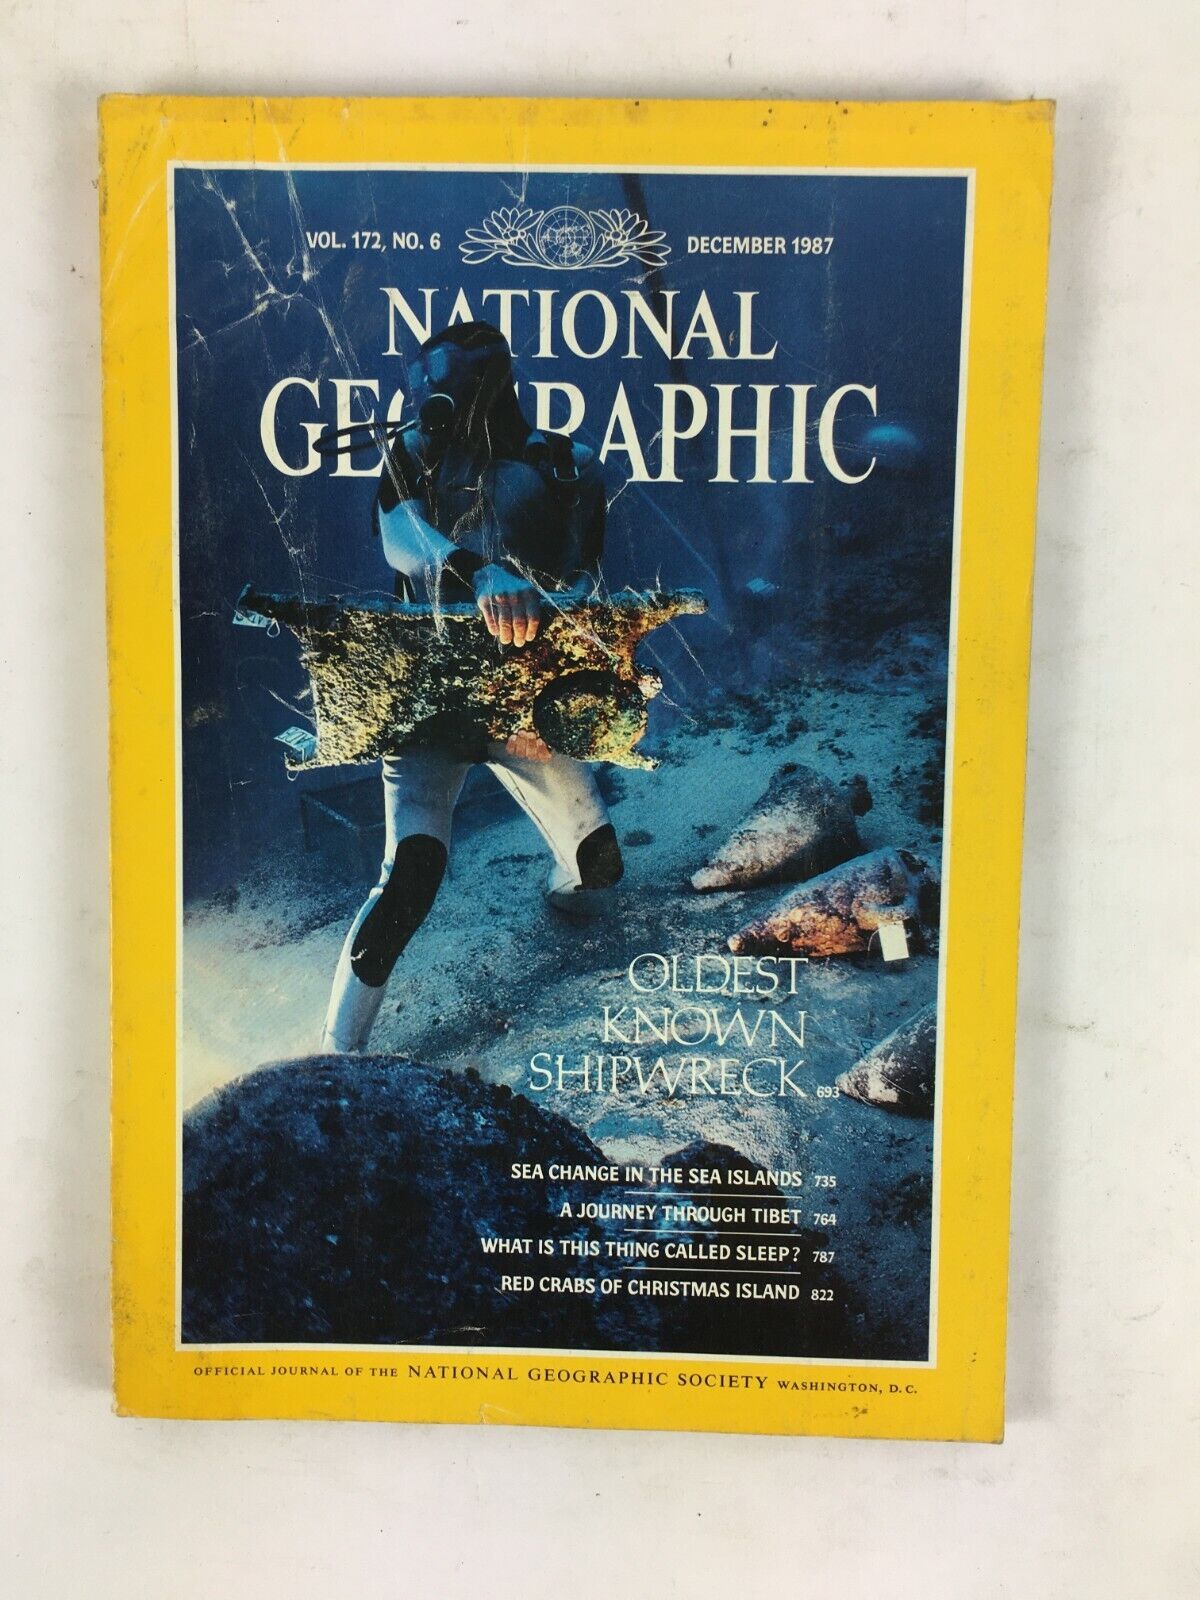 VOL. 172, NO. 6
DECEMBER 1987
NATIONAL
GEOGRAPHIC
OLDEST
KNOWN
SHIPWRECK 693
SEA CHANGE IN THE SEA ISLANDS 735
A JOURNEY THROUGH TIBET 764
WHAT IS THIS THING CALLED SLEEP? 787
RED CRABS OF CHRISTMAS ISLAND 822
OFFICIAL JOURNAL OF THE NATIONAL GEOGRAPHIC SOCIETY WASHINGTON, D.C.